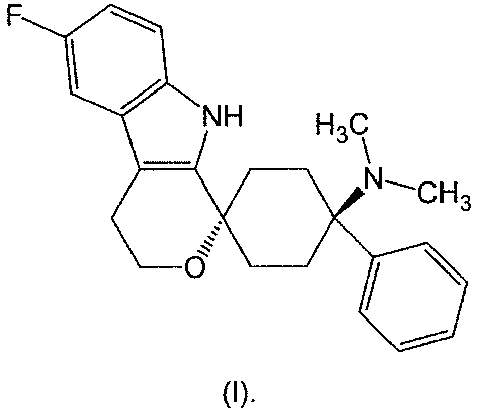 F
NH
H₃C
N
CH₃
O
(I).